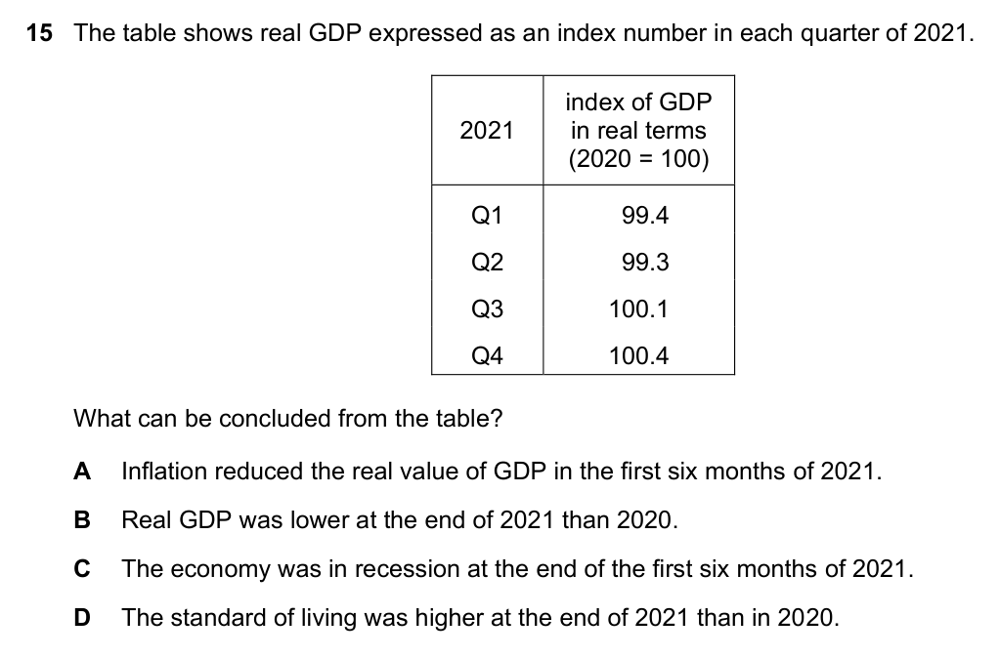 15 The table shows real GDP expressed as an index number in each quarter of 2021.
2021
index of GDP
in real terms
(2020 = 100)
Q1 99.4
Q2 99.3
Q3 100.1
Q4 100.4
What can be concluded from the table?
A Inflation reduced the real value of GDP in the first six months of 2021.
B Real GDP was lower at the end of 2021 than 2020.
C The economy was in recession at the end of the first six months of 2021.
D The standard of living was higher at the end of 2021 than in 2020.